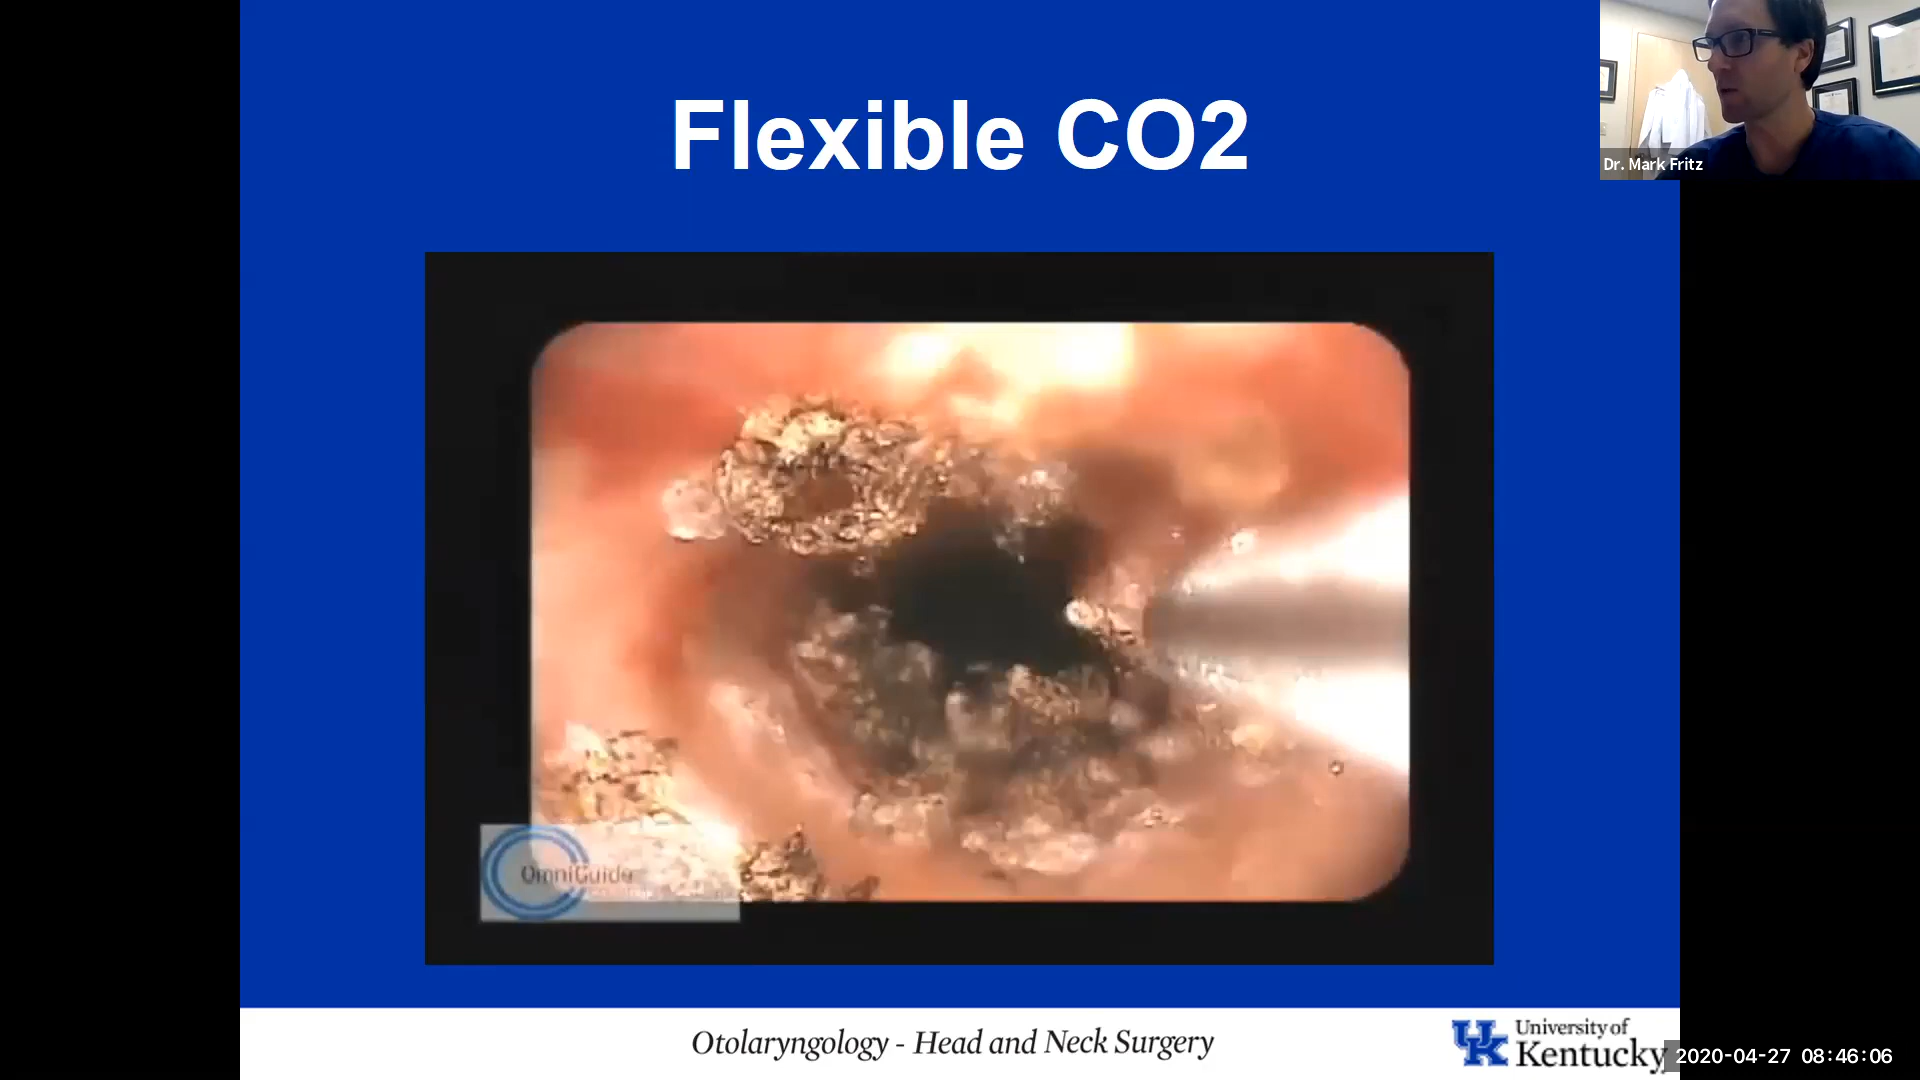 Flexible CO2
Dr. Mark Fritz
OmniGuide
Otolaryngology - Head and Neck Surgery
UK
University of
Kentucky
2020-04-27 08:46:06